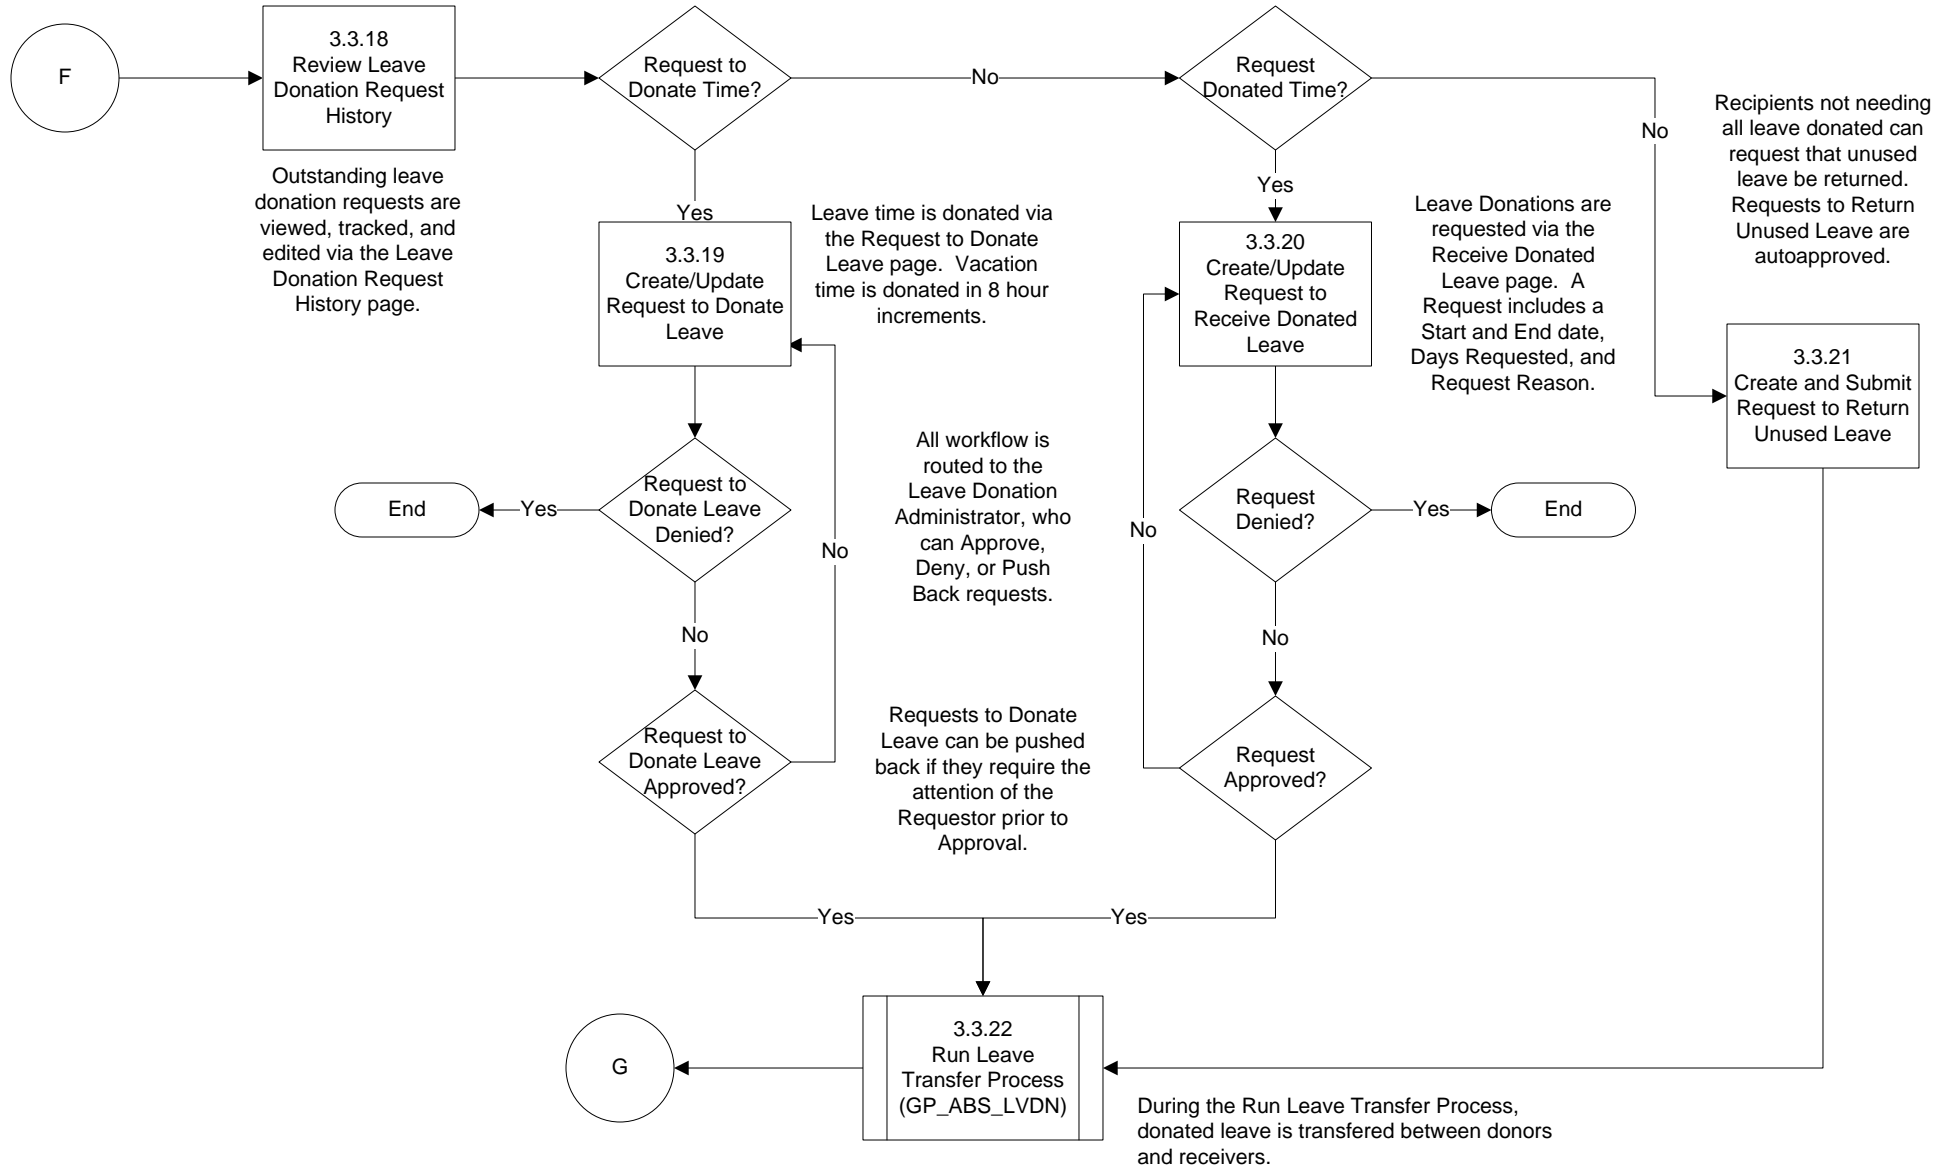 F
3.3.18
Review Leave
Donation Request
History
Request to
Donate Time?
No
Request
Donated Time?
No
Recipients not needing
all leave donated can
request that unused
leave be returned.
Requests to Return
Unused Leave are
autoapproved.
Outstanding leave
donation requests are
viewed, tracked, and
edited via the Leave
Donation Request
History page.
Yes
3.3.19
Create/Update
Request to Donate
Leave
Leave time is donated via
the Request to Donate
Leave page.  Vacation
time is donated in 8 hour
increments.
Yes
3.3.20
Create/Update
Request to
Receive Donated
Leave
Leave Donations are
requested via the
Receive Donated
Leave page.  A
Request includes a
Start and End date,
Days Requested, and
Request Reason.
3.3.21
Create and Submit
Request to Return
Unused Leave
End
Yes
Request to
Donate Leave
Denied?
No
All workflow is
routed to the
Leave Donation
Administrator, who
can Approve,
Deny, or Push
Back requests.
No
Request
Denied?
Yes
End
No
No
Request to
Donate Leave
Approved?
Requests to Donate
Leave can be pushed
back if they require the
attention of the
Requestor prior to
Approval.
Request
Approved?
Yes
Yes
G
3.3.22
Run Leave
Transfer Process
(GP_ABS_LVDN)
During the Run Leave Transfer Process,
donated leave is transfered between donors
and receivers.